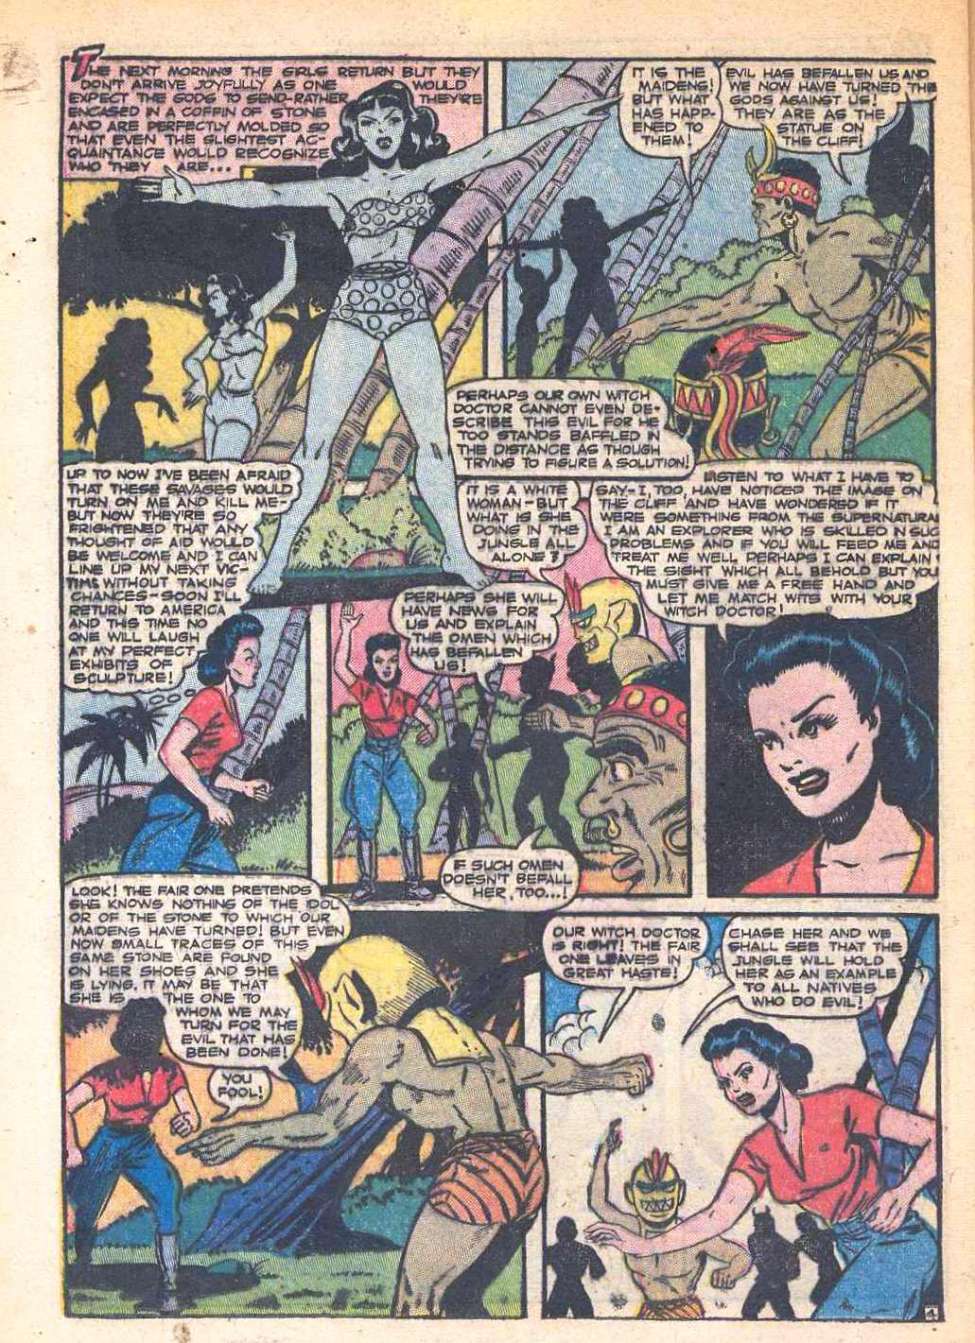 THE NEXT MORNING THE GIRLS RETURN BUT THEY
DON'T ARRIVE JOYFULLY AS ONE WOULD
EXPECT THE GODS TO SEND-RATHER THEY'RE
ENCASED IN A COFFIN OF STONE
AND ARE PERFECTLY MOLDED SO
THAT EVEN THE SLIGHTEST AC-
QUAINTANCE WOULD RECOGNIZE
WHO THEY ARE...
IT IS THE
MAIDENS!
BUT WHAT
HAS HAPP-
ENED TO
THEM!
EVIL HAS BEFALLEN US AND
WE NOW HAVE TURNED THE
GODS AGAINST US!
THEY ARE AS THE
STATUE ON
THE CLIFF!
PERHAPS OUR OWN WITCH
DOCTOR CANNOT EVEN DE-
SCRIBE THIS EVIL FOR HE
TOO STANDS BAFFLED IN
THE DISTANCE AS THOUGH
TRYING TO FIGURE A SOLUTION!
UP TO NOW I'VE BEEN AFRAID
THAT THESE SAVAGES WOULD
TURN ON ME AND KILL ME-
BUT NOW THEY'RE SO
FRIGHTENED THAT ANY
THOUGHT OF AID WOULD
BE WELCOME AND I CAN
LINE UP MY NEXT VIC-
TIMS WITHOUT TAKING
CHANCES-SOON I'LL
RETURN TO AMERICA
AND THIS TIME NO
ONE WILL LAUGH
AT MY PERFECT
EXHIBITS OF
SCULPTURE!
IT IS A WHITE
WOMAN-BUT
WHAT IS SHE
DOING IN THE
JUNGLE ALL
ALONE?
PERHAPS SHE WILL
HAVE NEWS FOR
US AND EXPLAIN
THE OMEN WHICH
HAS BEFALLEN
US!
IF SUCH OMEN
DOESN'T BEFALL
HER, TOO...!
LISTEN TO WHAT I HAVE TO
SAY-I, TOO, HAVE NOTICED THE IMAGE ON
THE CLIFF AND HAVE WONDERED IF IT
WERE SOMETHING FROM THE SUPERNATURAL
I AM AN EXPLORER WHO IS SKILLED IN SUC
PROBLEMS AND IF YOU WILL FEED ME AND
TREAT ME WELL, PERHAPS I CAN EXPLAIN
THE SIGHT WHICH ALL BEHOLD BUT YOU
MUST GIVE ME A FREE HAND AND
LET ME MATCH WITS WITH YOUR
WITCH DOCTOR!
LOOK! THE FAIR ONE PRETENDS
SHE KNOWS NOTHING OF THE IDOL
OR OF THE STONE TO WHICH OUR
MAIDENS HAVE TURNED! BUT EVEN
NOW SMALL TRACES OF THIS
SAME STONE ARE FOUND
ON HER SHOES AND SHE
IS LYING. IT MAY BE THAT
SHE IS THE ONE TO
WHOM WE MAY
TURN FOR THE
EVIL THAT HAS
BEEN DONE!
YOU
FOOL!
OUR WITCH DOCTOR
IS RIGHT! THE FAIR
ONE LEAVES IN
GREAT HASTE!
CHASE HER AND WE
SHALL SEE THAT THE
JUNGLE WILL HOLD
HER AS AN EXAMPLE
TO ALL NATIVES
WHO DO EVIL!
4